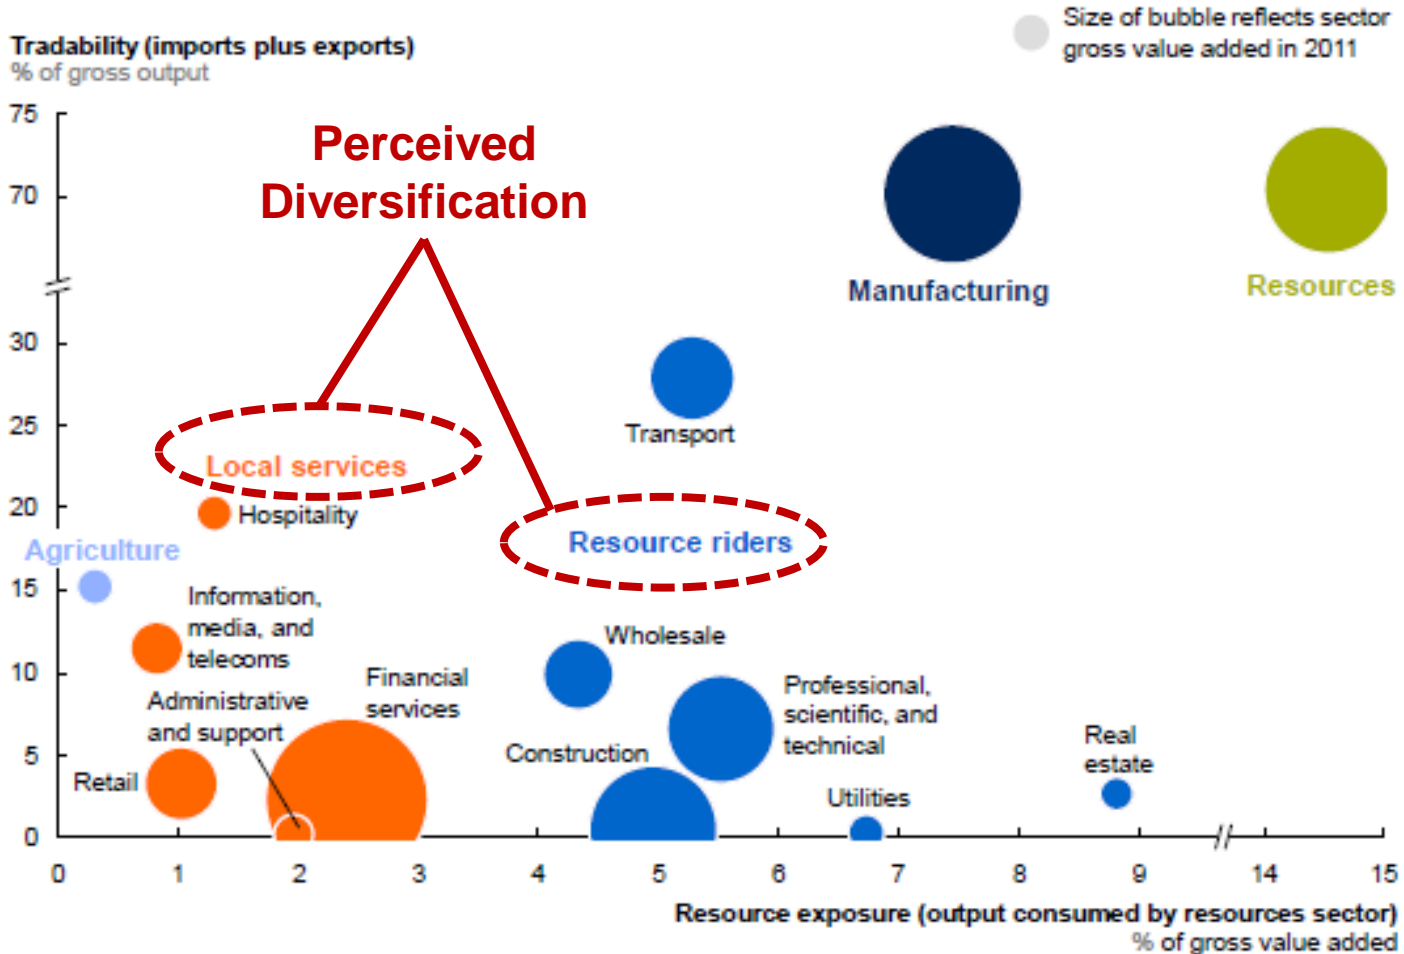 Size of bubble reflects sector
gross value added in 2011
Tradability (imports plus exports)
% of gross output
75
Perceived
Diversification
70
Manufacturing
Resources
30
Transport
25
Local services
20
Hospitality
Resource riders
Agriculture
15
Information,
media, and
telecoms
Wholesale
10
Financial
services
Professional,
scientific, and
technical
Administrative
and support
Construction
Real
estate
5
Retail
Utilities
0
0 1 2 3 4 5 6 7 8 9 14 15
Resource exposure (output consumed by resources sector)
% of gross value added